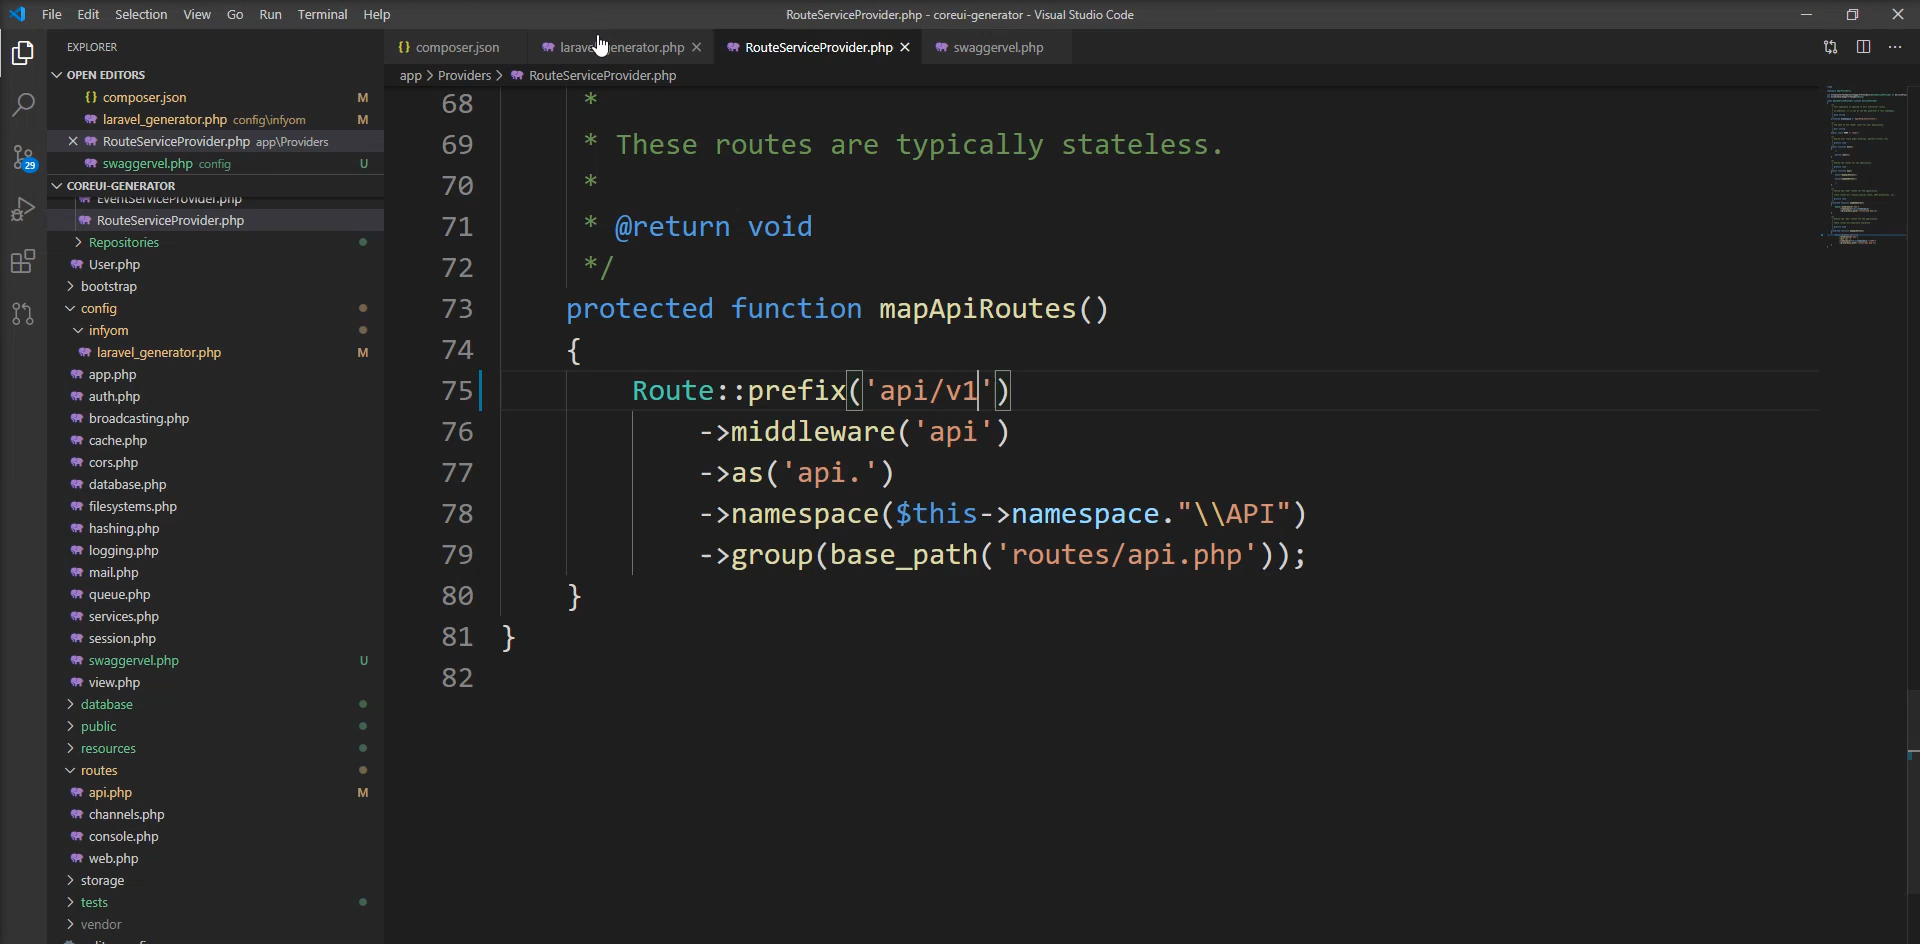 File Edit Selection View Go Run Terminal Help
RouteServiceProvider.php - coreui-generator - Visual Studio Code
EXPLORER
OPEN EDITORS
{} composer.json M
laravel_generator.php config\infyom M
RouteServiceProvider.php app\Providers
swaggervel.php config U
COREUI-GENERATOR
EventServiceProvider.php
RouteServiceProvider.php
Repositories
User.php
bootstrap
config
infyom
laravel_generator.php M
app.php
auth.php
broadcasting.php
cache.php
cors.php
database.php
filesystems.php
hashing.php
logging.php
mail.php
queue.php
services.php
session.php
swaggervel.php U
view.php
database
public
resources
routes
api.php M
channels.php
console.php
web.php
storage
tests
vendor
29
{} composer.json
RouteServiceProvider.php
swaggervel.php
app > Providers > RouteServiceProvider.php
68 *
69 * These routes are typically stateless.
70 *
71 * @return void
72 */
73 protected function mapApiRoutes()
74 {
75 Route::prefix('api/v1')
76 ->middleware('api')
77 ->as('api.')
78 ->namespace($this->namespace."\\API")
79 ->group(base_path('routes/api.php'));
80 }
81 }
82